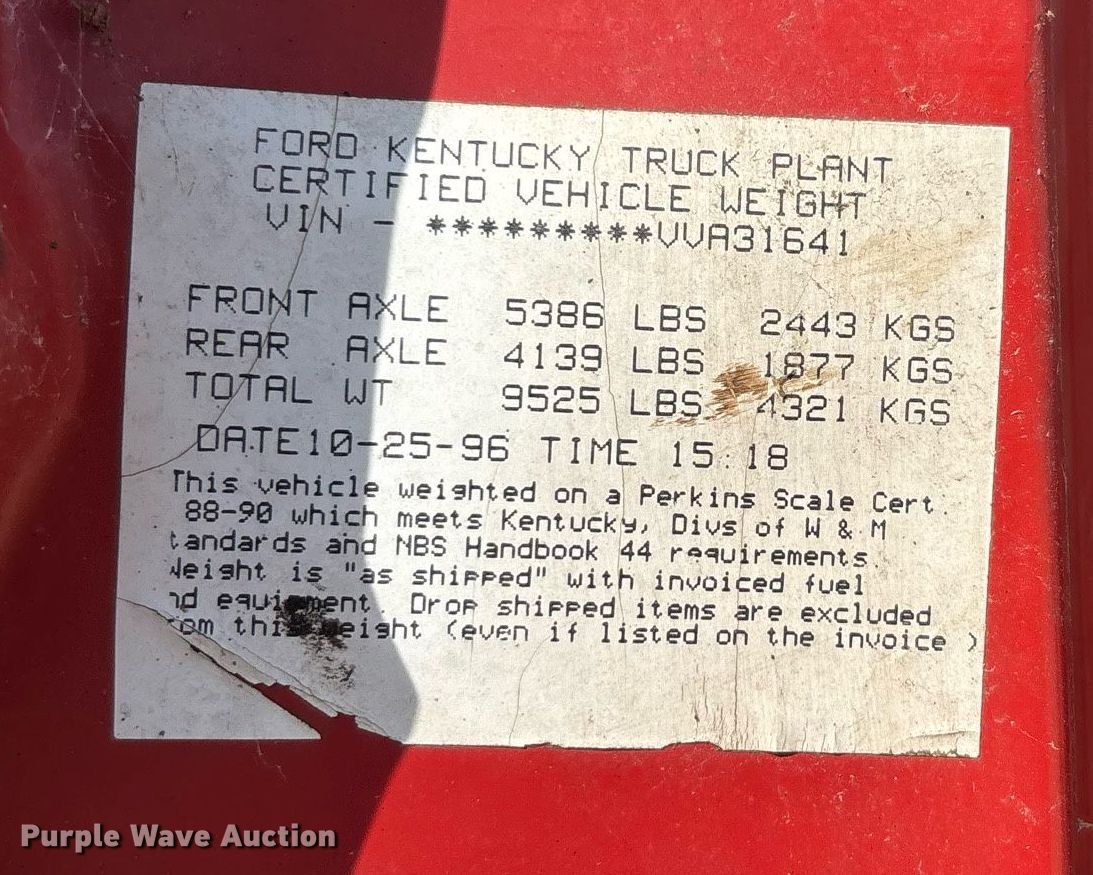 FORD KENTUCKY TRUCK PLANT
CERTIFIED VEHICLE WEIGHT
VIN - *********VVA31641
FRONT AXLE 5386 LBS 2443 KGS
REAR AXLE 4139 LBS 1877 KGS
TOTAL WT 9525 LBS 4321 KGS
DATE10-25-96 TIME 15:18
This vehicle weighted on a Perkins Scale Cert.
88-90 which meets Kentucky, Divs of W & M
tandards and NBS Handbook 44 requirements.
Weight is "as shipped" with invoiced fuel
nd equipment. Drop shipped items are excluded
om this weight (even if listed on the invoice )
Purple Wave Auction